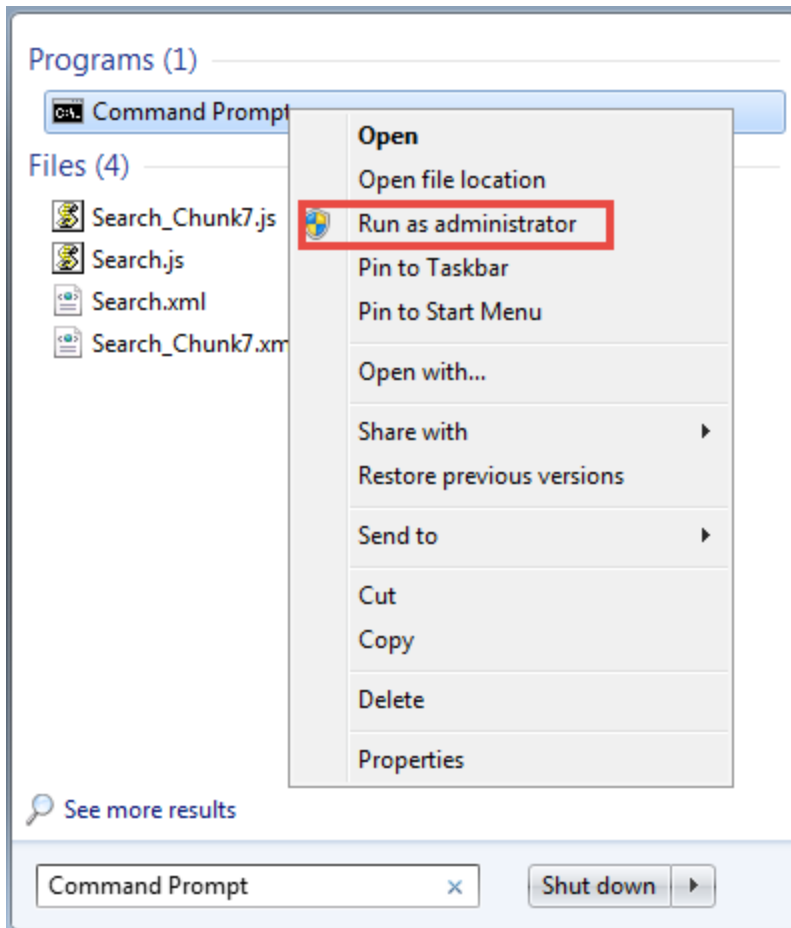 Programs (1)
Command Prompt
Files (4)
Search_Chunk7.js
Search.js
Search.xml
Search_Chunk7.xm
Open
Open file location
Run as administrator
Pin to Taskbar
Pin to Start Menu
Open with...
Share with
Restore previous versions
Send to
Cut
Copy
Delete
Properties
See more results
Command Prompt
Shut down